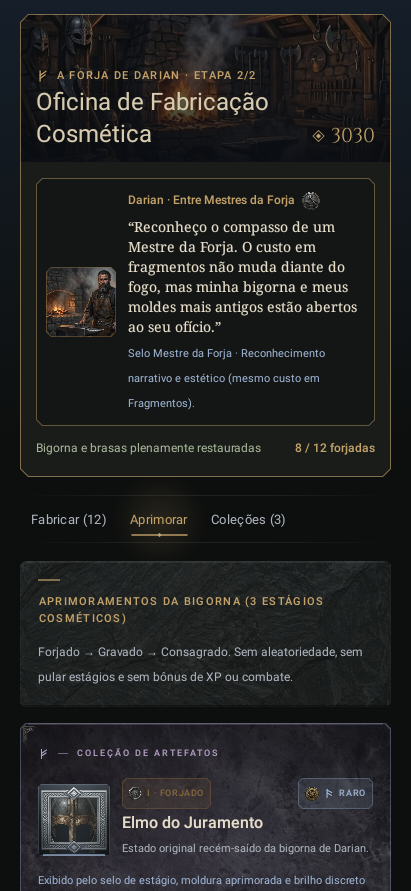 A FORJA DE DARIAN · ETAPA 2/2
Oficina de Fabricação
Cosmética
3030
Darian · Entre Mestres da Forja
“Reconheço o compasso de um
Mestre da Forja. O custo em
fragmentos não muda diante do
fogo, mas minha bigorna e meus
moldes mais antigos estão abertos
ao seu ofício.”
Selo Mestre da Forja · Reconhecimento
narrativo e estético (mesmo custo em
Fragmentos).
Bigorna e brasas plenamente restauradas
8 / 12 forjadas
Fabricar (12) Aprimorar Coleções (3)
APRIMORAMENTOS DA BIGORNA (3 ESTÁGIOS
COSMÉTICOS)
Forjado → Gravado → Consagrado. Sem aleatoriedade, sem
pular estágios e sem bônus de XP ou combate.
— COLEÇÃO DE ARTEFATOS
I · FORJADO
RARO
Elmo do Juramento
Estado original recém-saído da bigorna de Darian.
Exibido pelo selo de estágio, moldura aprimorada e brilho discreto